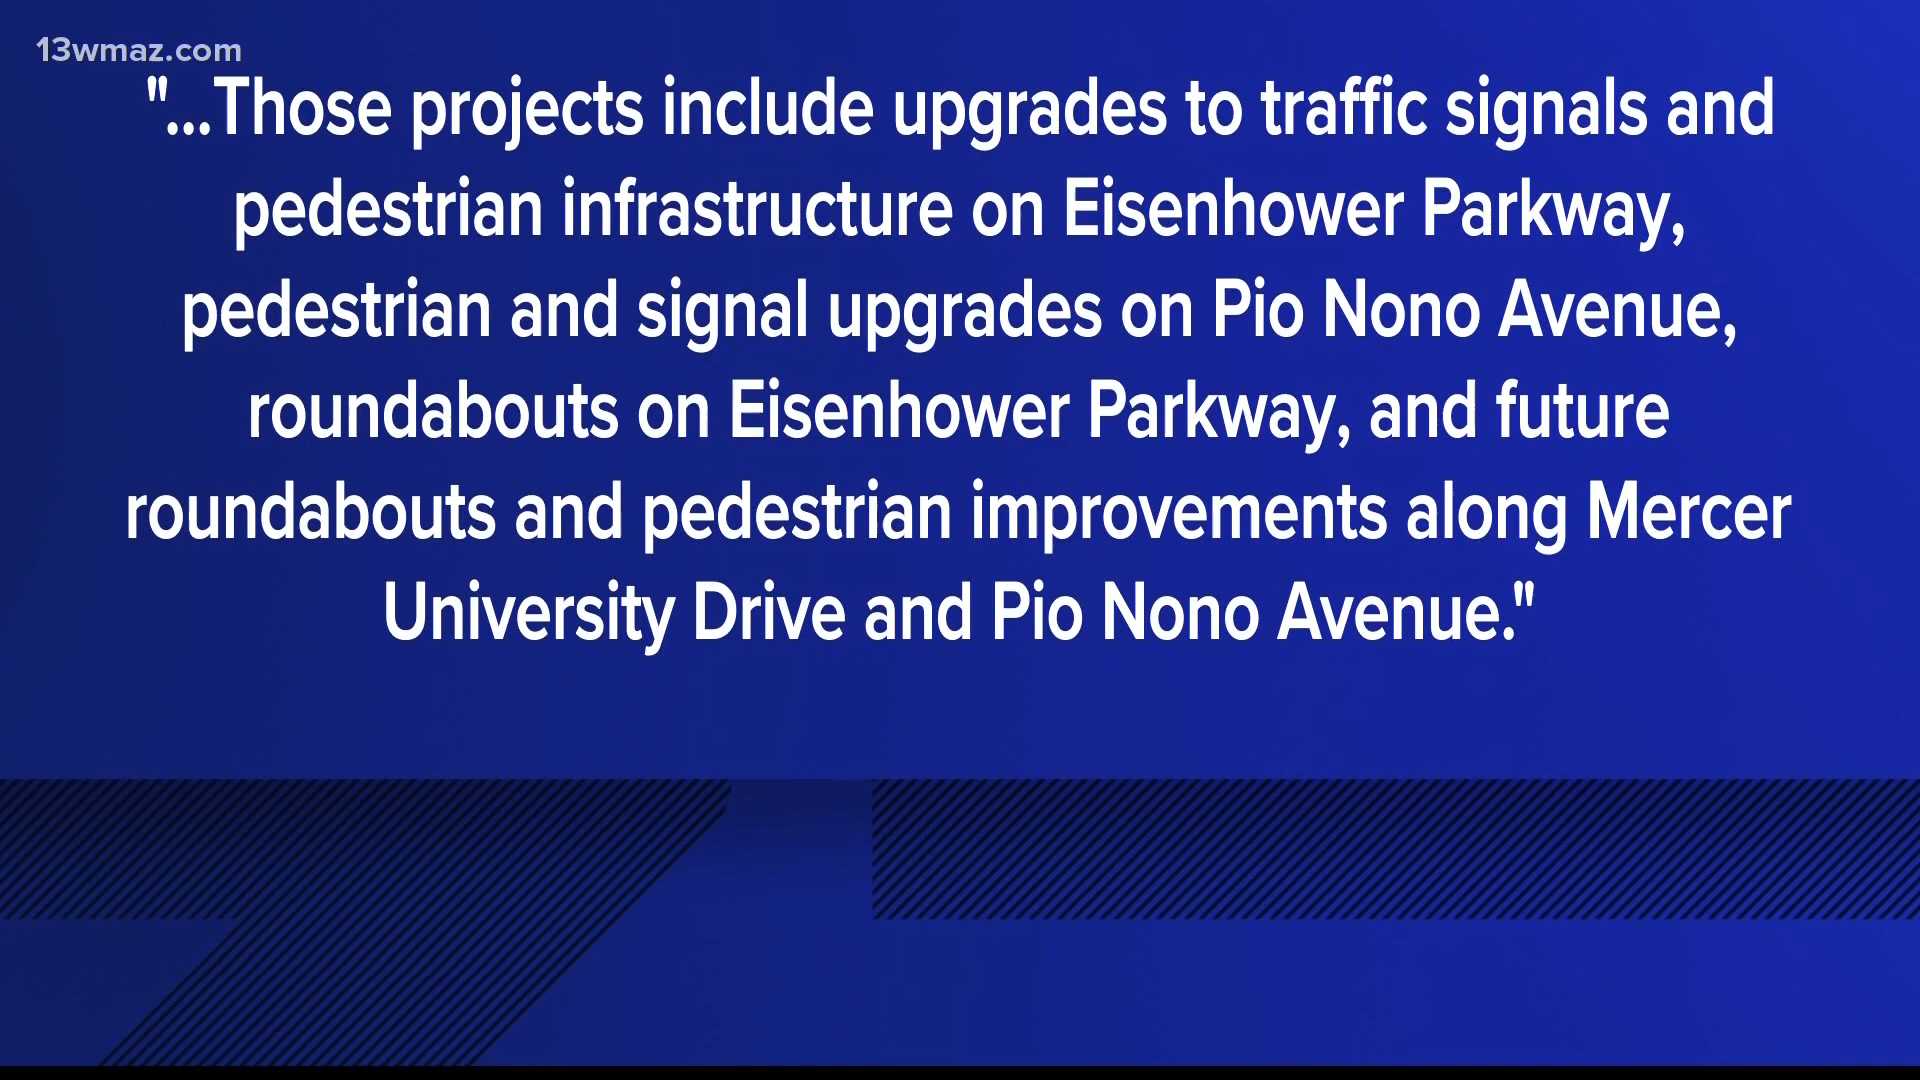 13wmaz.com
"...Those projects include upgrades to traffic signals and
pedestrian infrastructure on Eisenhower Parkway,
pedestrian and signal upgrades on Pio Nono Avenue,
roundabouts on Eisenhower Parkway, and future
roundabouts and pedestrian improvements along Mercer
University Drive and Pio Nono Avenue."